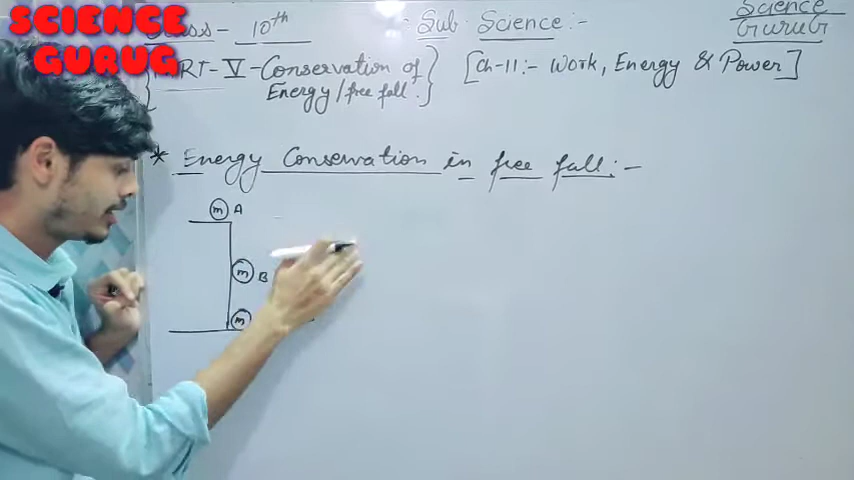 SCIENCE
GURUG
Class - 10th
Sub. Science :-
Science
GuruG
PART - V - Conservation of
Energy / free fall.
[Ch-11:- Work, Energy & Power]
* Energy Conservation in free fall :-
m A
m B
m